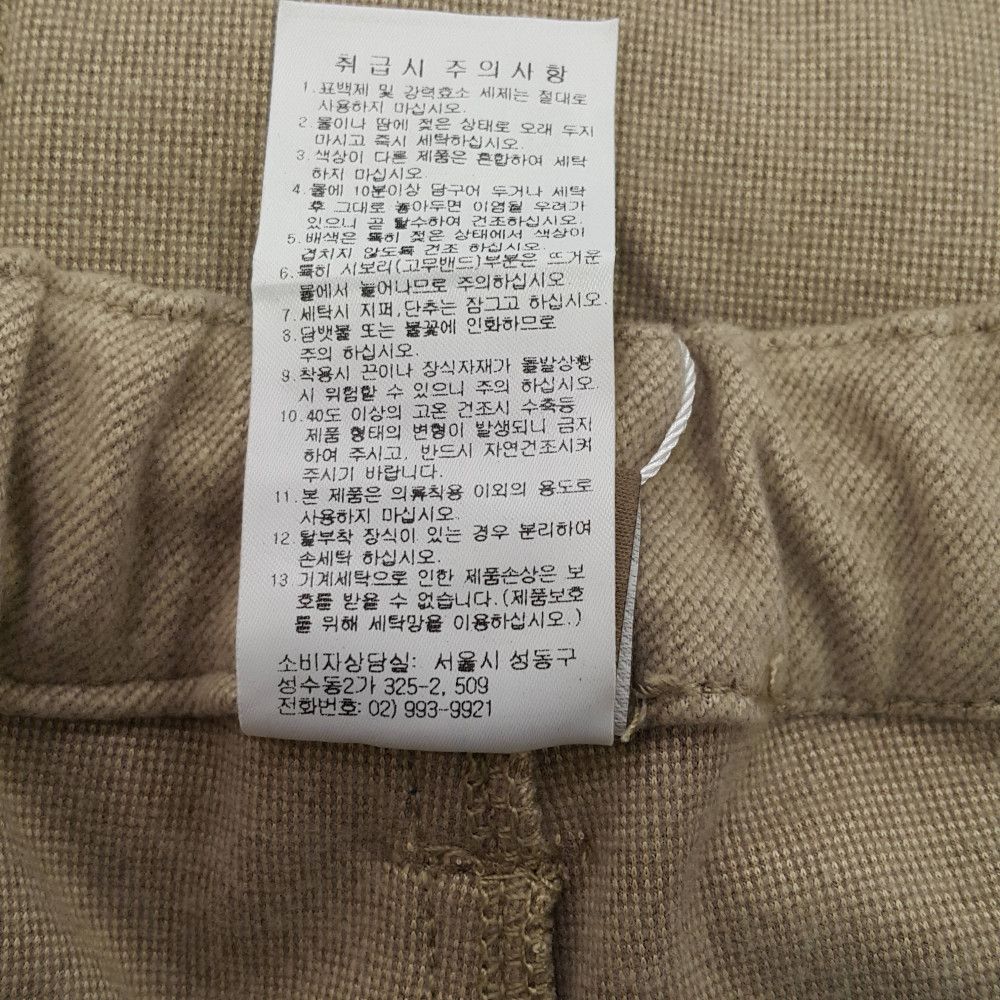 취급시 주의사항
1.표백제 및 강력효소 세제는 절대로
사용하지 마십시오.
2.물이나 땀에 젖은 상태로 오래 두지
마시고 즉시 세탁하십시오.
3.색상이 다른 제품은 혼합하여 세탁
하지 마십시오.
4.물에 10분이상 담구어 두거나 세탁
후 그대로 놓아두면 이염될 우려가
있으니 곧 탈수하여 건조하십시오.
5.배색은 특히 젖은 상태에서 색상이
겹치지 않도록 건조 하십시오.
6.특히 시보리(고무밴드)부분은 뜨거운
물에서 늘어나므로 주의하십시오.
7.세탁시 지퍼,단추는 잠그고 하십시오.
8.담뱃불 또는 불꽃에 인화하므로
주의 하십시오.
9.착용시 끈이나 장식자재가 돌발상황
시 위험할 수 있으니 주의 하십시오.
10.40도 이상의 고온 건조시 수축등
제품 형태의 변형이 발생되니 금지
하여 주시고, 반드시 자연건조시켜
주시기 바랍니다.
11.본 제품은 의류착용 이외의 용도로
사용하지 마십시오.
12.탈부착 장식이 있는 경우 분리하여
손세탁 하십시오.
13.기계세탁으로 인한 제품손상은 보
호를 받을 수 없습니다.(제품보호
를 위해 세탁망을 이용하십시오.)
소비자상담실: 서울시 성동구
성수동2가 325-2, 509
전화번호: 02) 993-9921